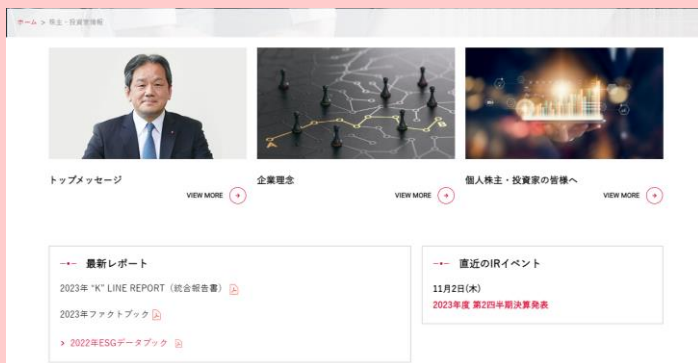 ホーム > 株主・投資家情報
A
B
トップメッセージ
VIEW MORE
企業理念
VIEW MORE
個人株主・投資家の皆様へ
VIEW MORE
最新レポート
2023年 “K” LINE REPORT（統合報告書）
2023年ファクトブック
> 2022年ESGデータブック
直近のIRイベント
11月2日(木)
2023年度 第2四半期決算発表